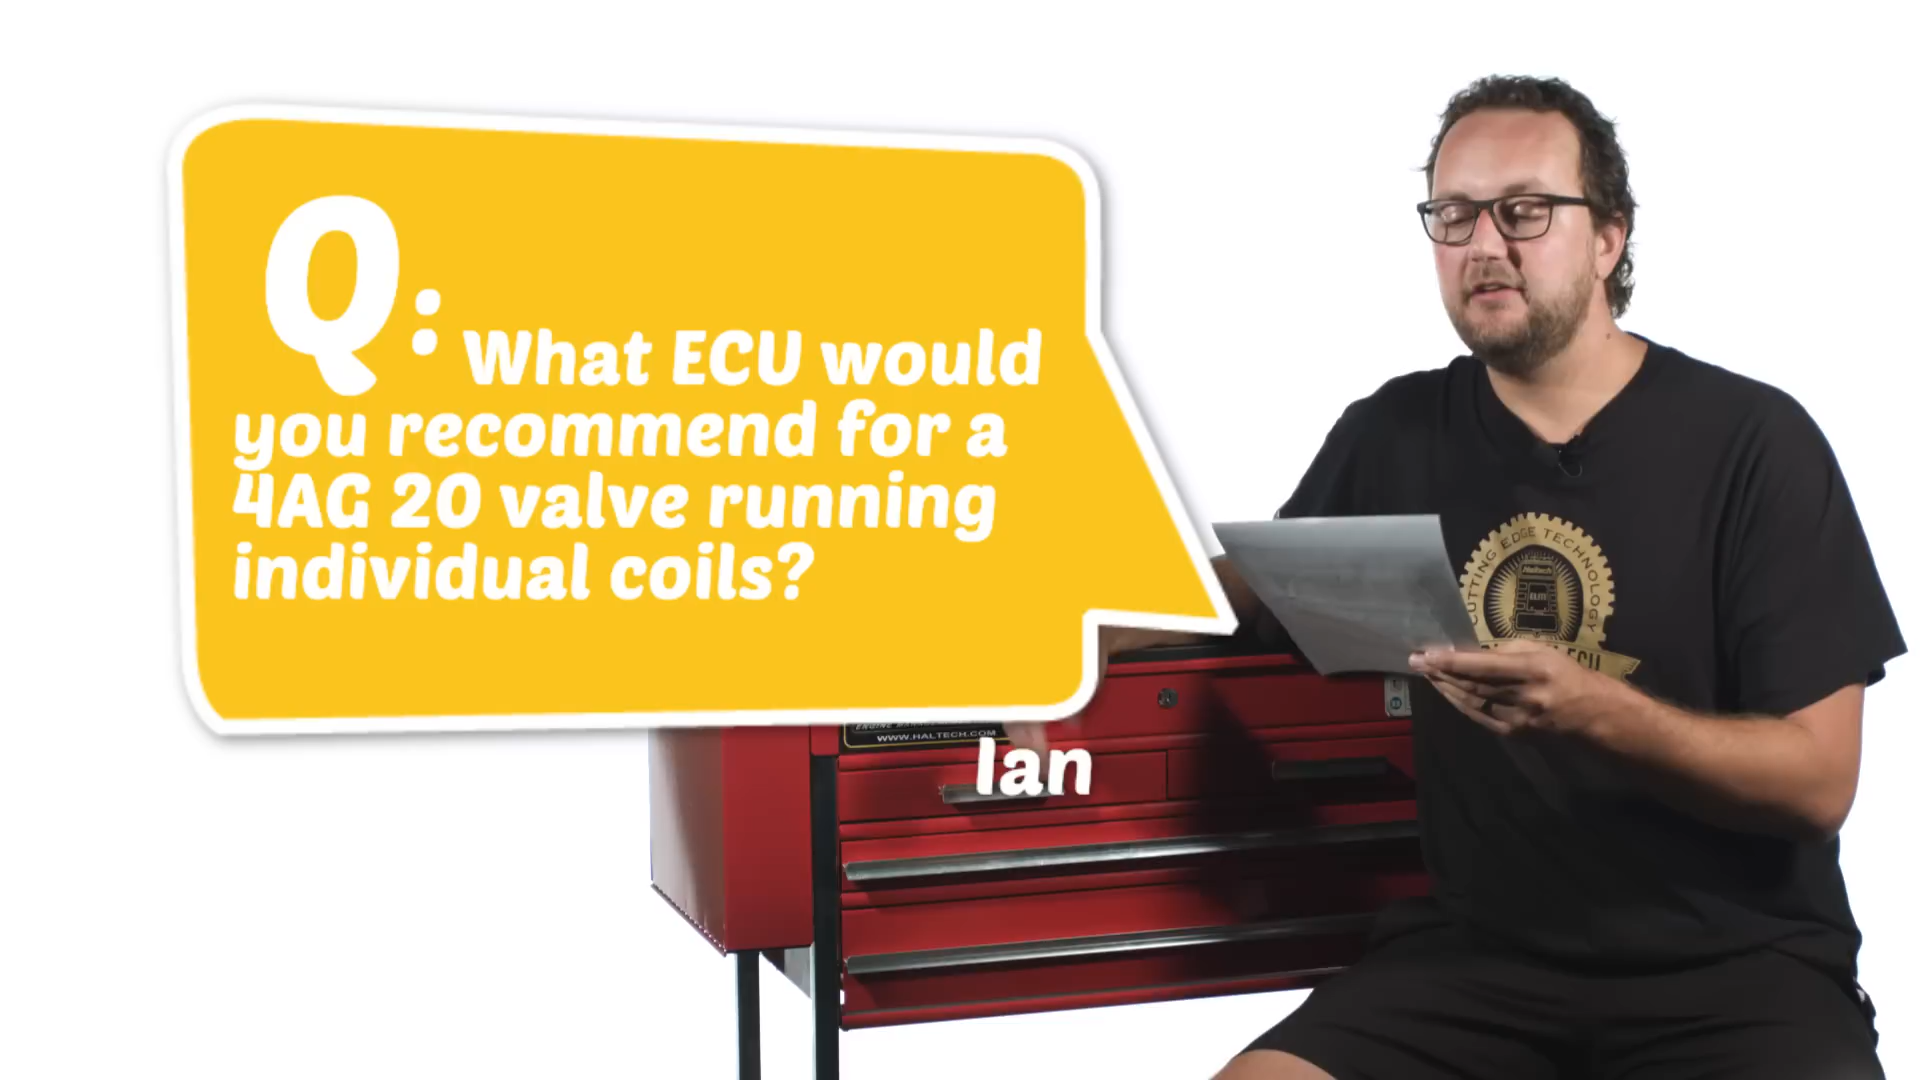 Q: What ECU would
you recommend for a
4AG 20 valve running
individual coils?
WWW.HALTECH.COM
Ian
CUTTING EDGE TECHNOLOGY
Haltech